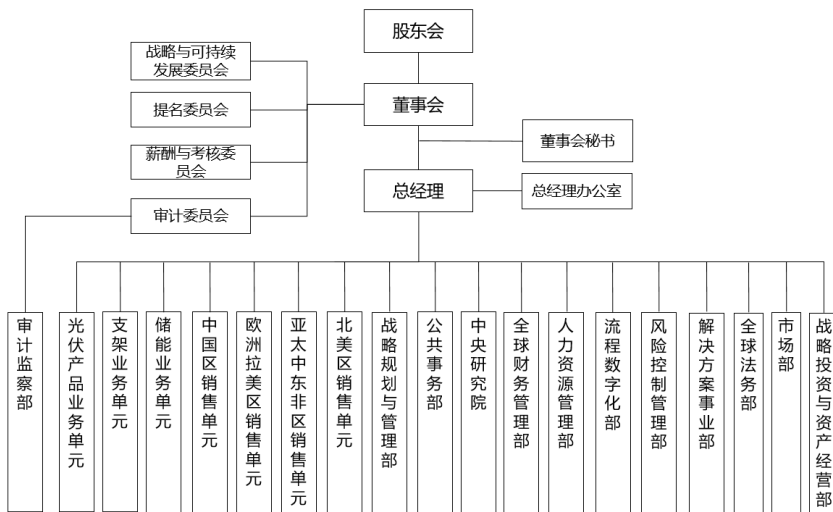 股东会
战略与可持续
发展委员会
董事会
提名委员会
董事会秘书
薪酬与考核委
员会
总经理
总经理办公室
审计委员会
审计监察部
光伏产品业务单元
支架业务单元
储能业务单元
中国区销售单元
欧洲拉美区销售单元
亚太中东非区销售单元
北美区销售单元
战略规划与管理部
公共事务部
中央研究院
全球财务管理部
人力资源管理部
流程数字化部
风险控制管理部
解决方案事业部
全球法务部
市场部
战略投资与资产经营部